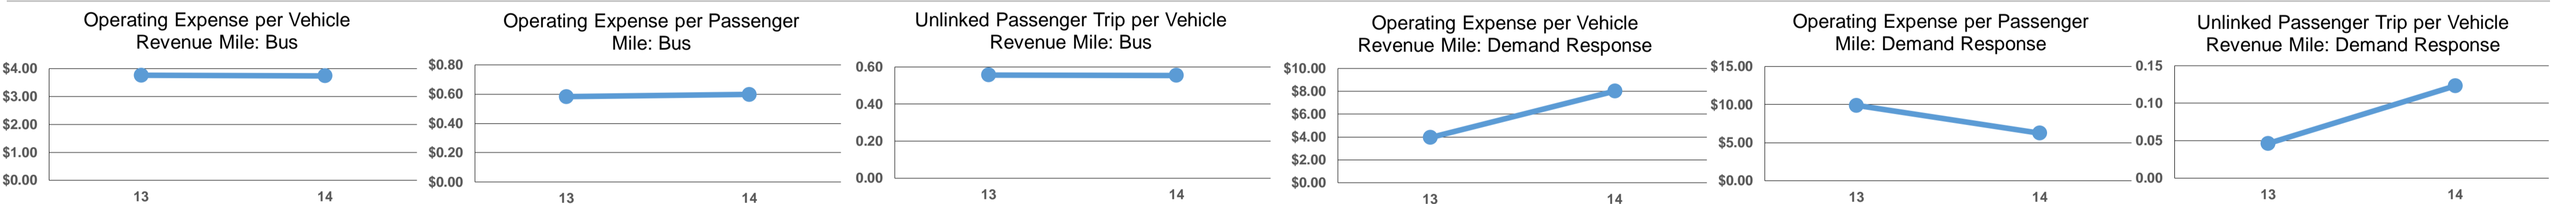 Operating Expense per Vehicle
Revenue Mile: Bus
$4.00
$3.00
$2.00
$1.00
$0.00
13 14
Operating Expense per Passenger
Mile: Bus
$0.80
$0.60
$0.40
$0.20
$0.00
13 14
Unlinked Passenger Trip per Vehicle
Revenue Mile: Bus
0.60
0.40
0.20
0.00
13 14
Operating Expense per Vehicle
Revenue Mile: Demand Response
$10.00
$8.00
$6.00
$4.00
$2.00
$0.00
13 14
Operating Expense per Passenger
Mile: Demand Response
$15.00
$10.00
$5.00
$0.00
13 14
Unlinked Passenger Trip per Vehicle
Revenue Mile: Demand Response
0.15
0.10
0.05
0.00
13 14